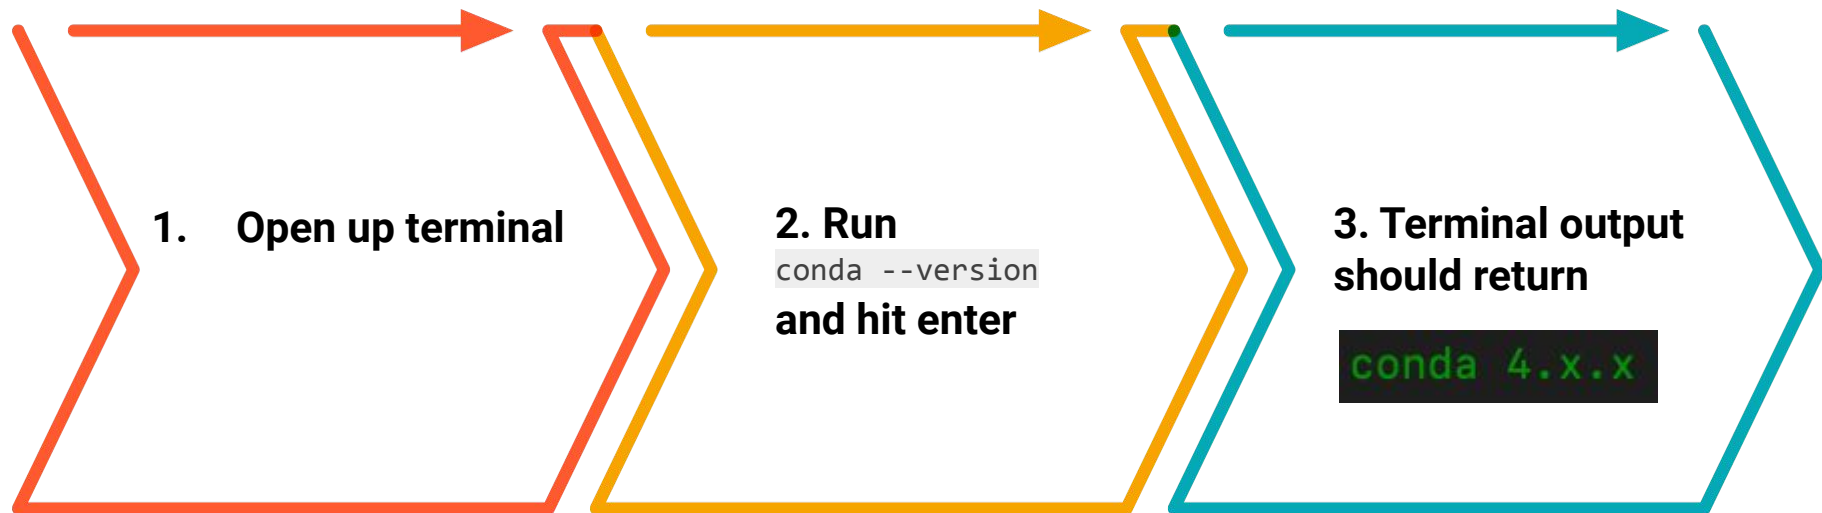 1. Open up terminal
2. Run
conda --version
and hit enter
3. Terminal output
should return
conda 4.x.x